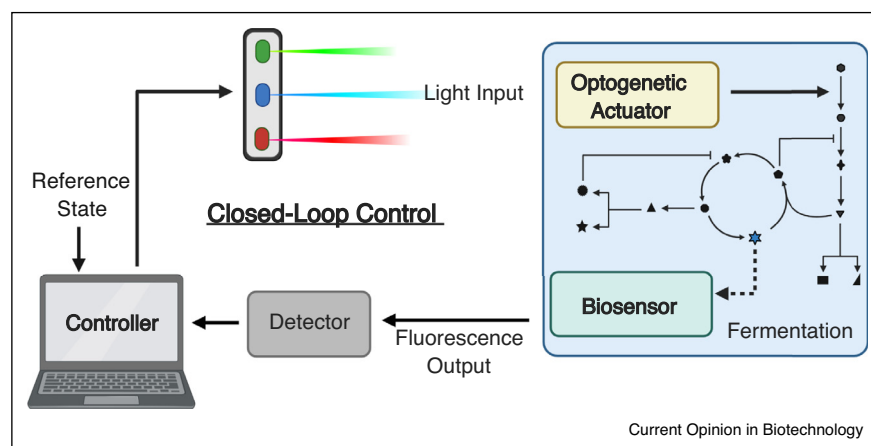 Light Input
Optogenetic
Actuator
Reference
State
Closed-Loop Control
Controller
Detector
Fluorescence
Output
Biosensor
Fermentation
Current Opinion in Biotechnology